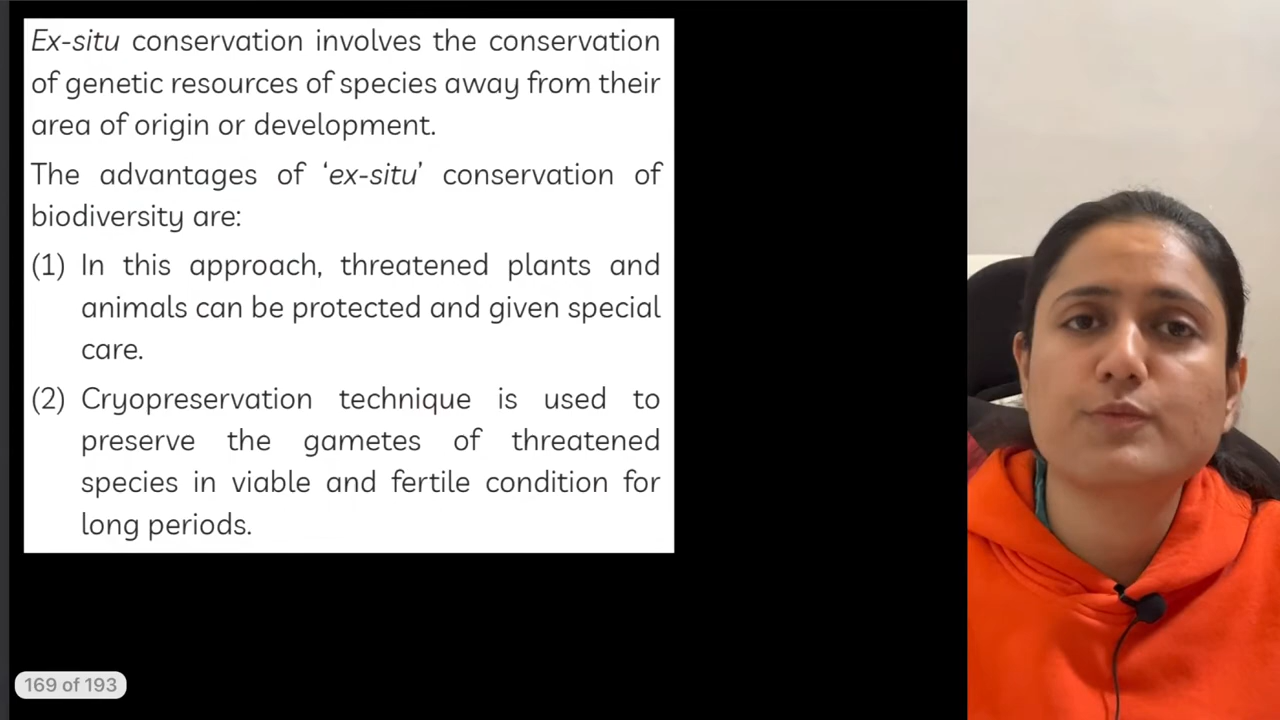 Ex-situ conservation involves the conservation
of genetic resources of species away from their
area of origin or development.
The advantages of ‘ex-situ’ conservation of
biodiversity are:
(1) In this approach, threatened plants and
animals can be protected and given special
care.
(2) Cryopreservation technique is used to
preserve the gametes of threatened
species in viable and fertile condition for
long periods.
169 of 193